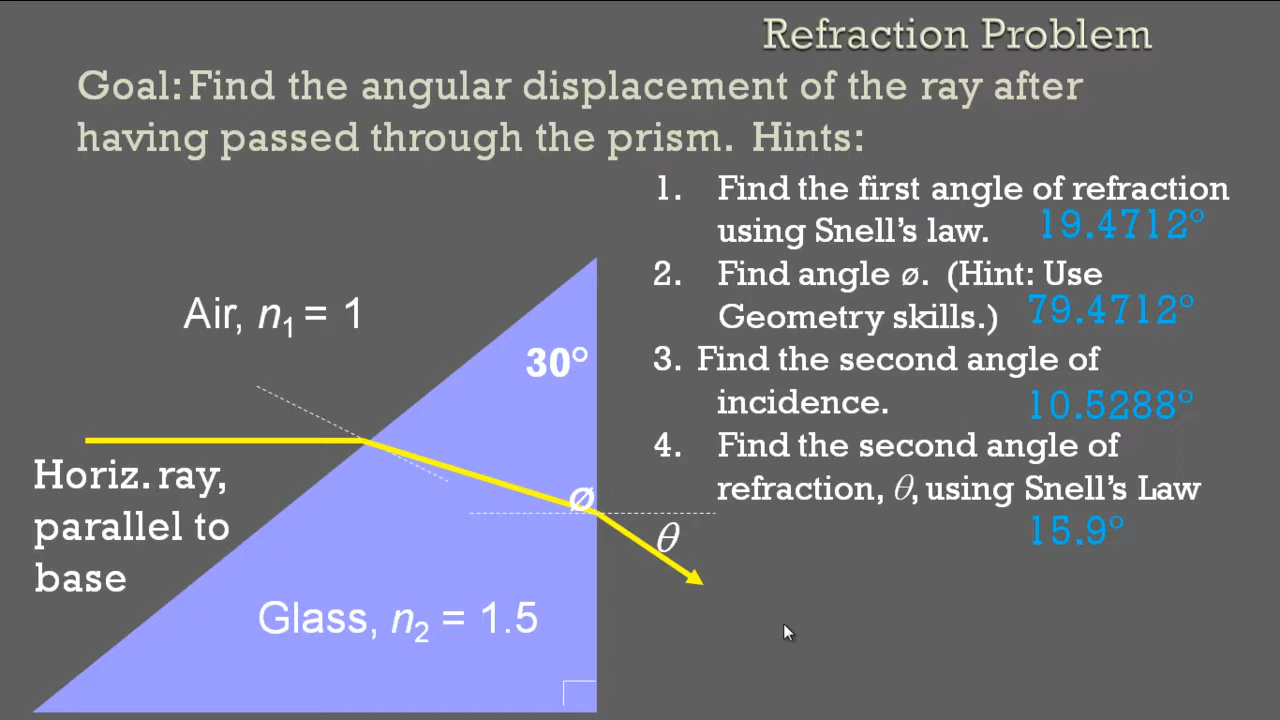 Refraction Problem
Goal: Find the angular displacement of the ray after
having passed through the prism. Hints:
1. Find the first angle of refraction
using Snell's law. 19.4712°
2. Find angle ø. (Hint: Use
Geometry skills.) 79.4712°
3. Find the second angle of
incidence. 10.5288°
4. Find the second angle of
refraction, θ, using Snell's Law
15.9°
Air, n₁ = 1
30°
Horiz. ray,
parallel to
base
ø
θ
Glass, n₂ = 1.5